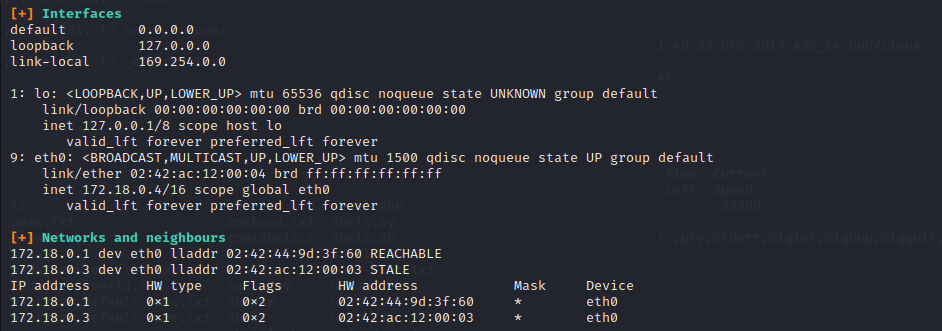 [+] Interfaces
default 0.0.0.0
loopback 127.0.0.0
link-local 169.254.0.0
1: lo: <LOOPBACK,UP,LOWER_UP> mtu 65536 qdisc noqueue state UNKNOWN group default
link/loopback 00:00:00:00:00:00 brd 00:00:00:00:00:00
inet 127.0.0.1/8 scope host lo
valid_lft forever preferred_lft forever
9: eth0: <BROADCAST,MULTICAST,UP,LOWER_UP> mtu 1500 qdisc noqueue state UP group default
link/ether 02:42:ac:12:00:04 brd ff:ff:ff:ff:ff:ff
inet 172.18.0.4/16 scope global eth0
valid_lft forever preferred_lft forever
[+] Networks and neighbours
172.18.0.1 dev eth0 lladdr 02:42:44:9d:3f:60 REACHABLE
172.18.0.3 dev eth0 lladdr 02:42:ac:12:00:03 STALE
IP address HW type Flags HW address Mask Device
172.18.0.1 0×1 0×2 02:42:44:9d:3f:60 * eth0
172.18.0.3 0×1 0×2 02:42:ac:12:00:03 * eth0